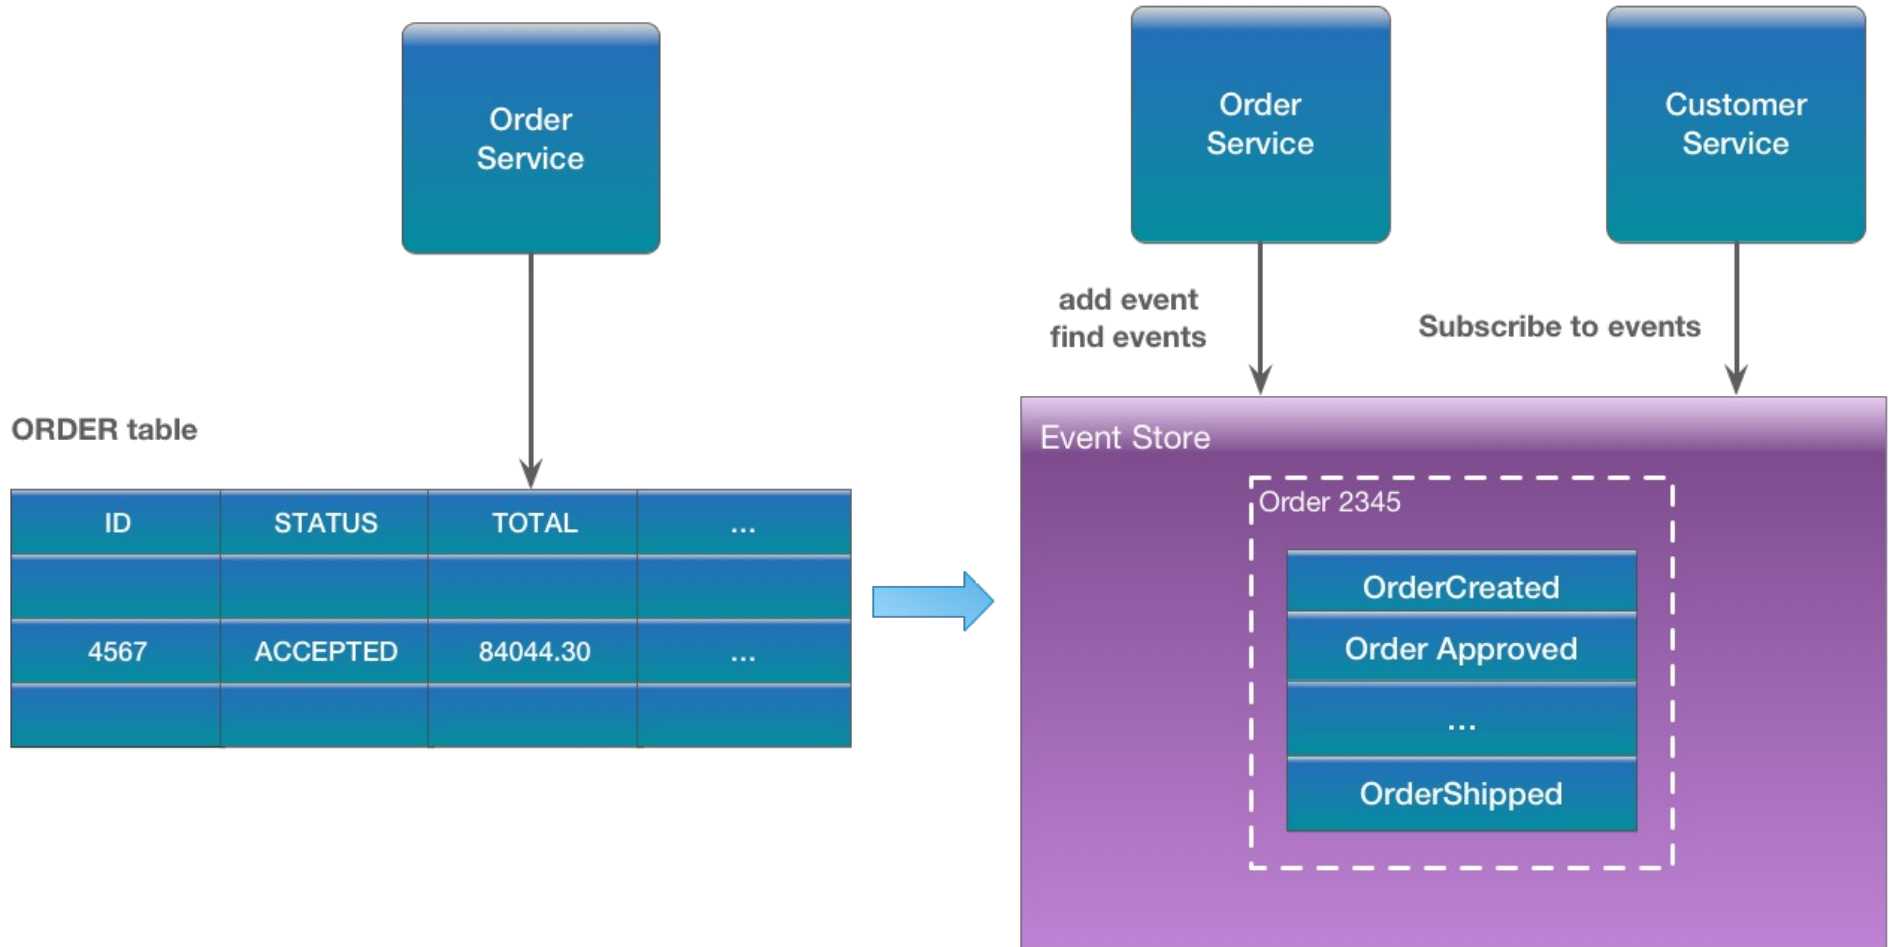 Order
Service
ORDER table
ID STATUS TOTAL ...
4567 ACCEPTED 84044.30 ...
Order
Service
Customer
Service
add event
find events
Subscribe to events
Event Store
Order 2345
OrderCreated
Order Approved
...
OrderShipped